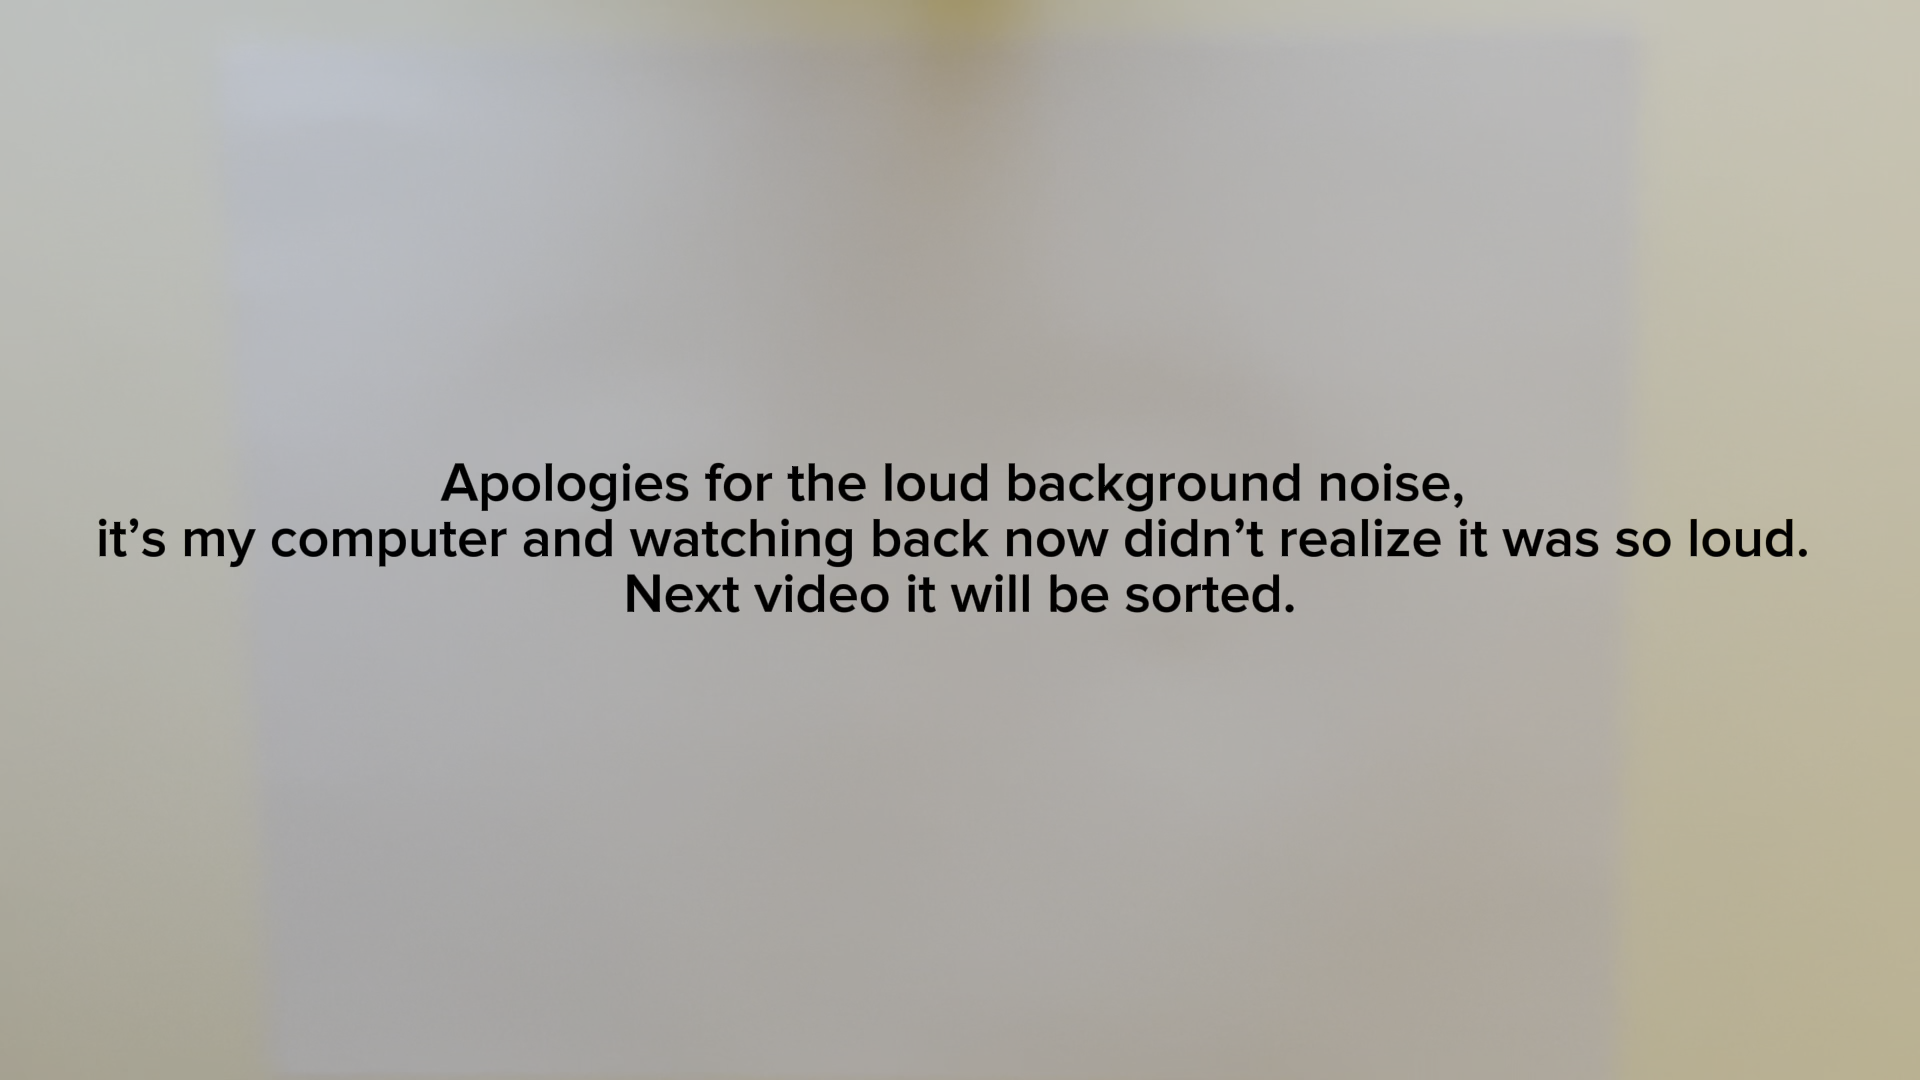 Apologies for the loud background noise,
it’s my computer and watching back now didn’t realize it was so loud.
Next video it will be sorted.